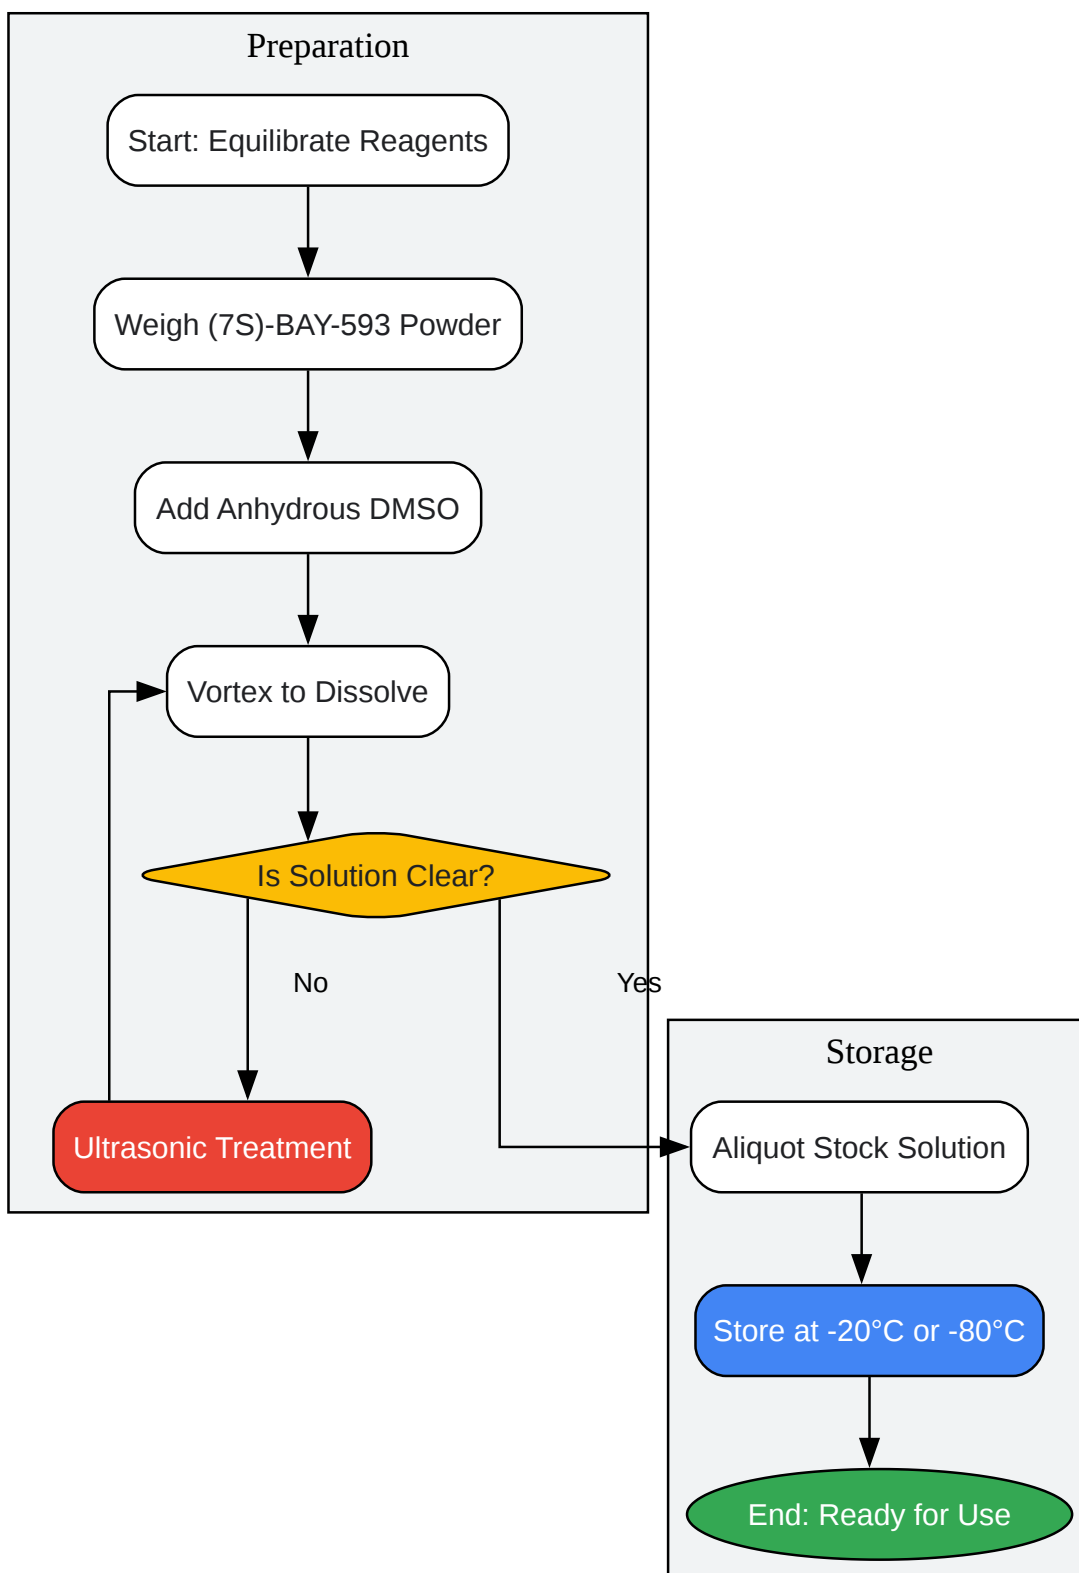 Preparation
Start: Equilibrate Reagents
Weigh (7S)-BAY-593 Powder
Add Anhydrous DMSO
Vortex to Dissolve
Is Solution Clear?
No
Yes
Ultrasonic Treatment
Storage
Aliquot Stock Solution
Store at -20°C or -80°C
End: Ready for Use